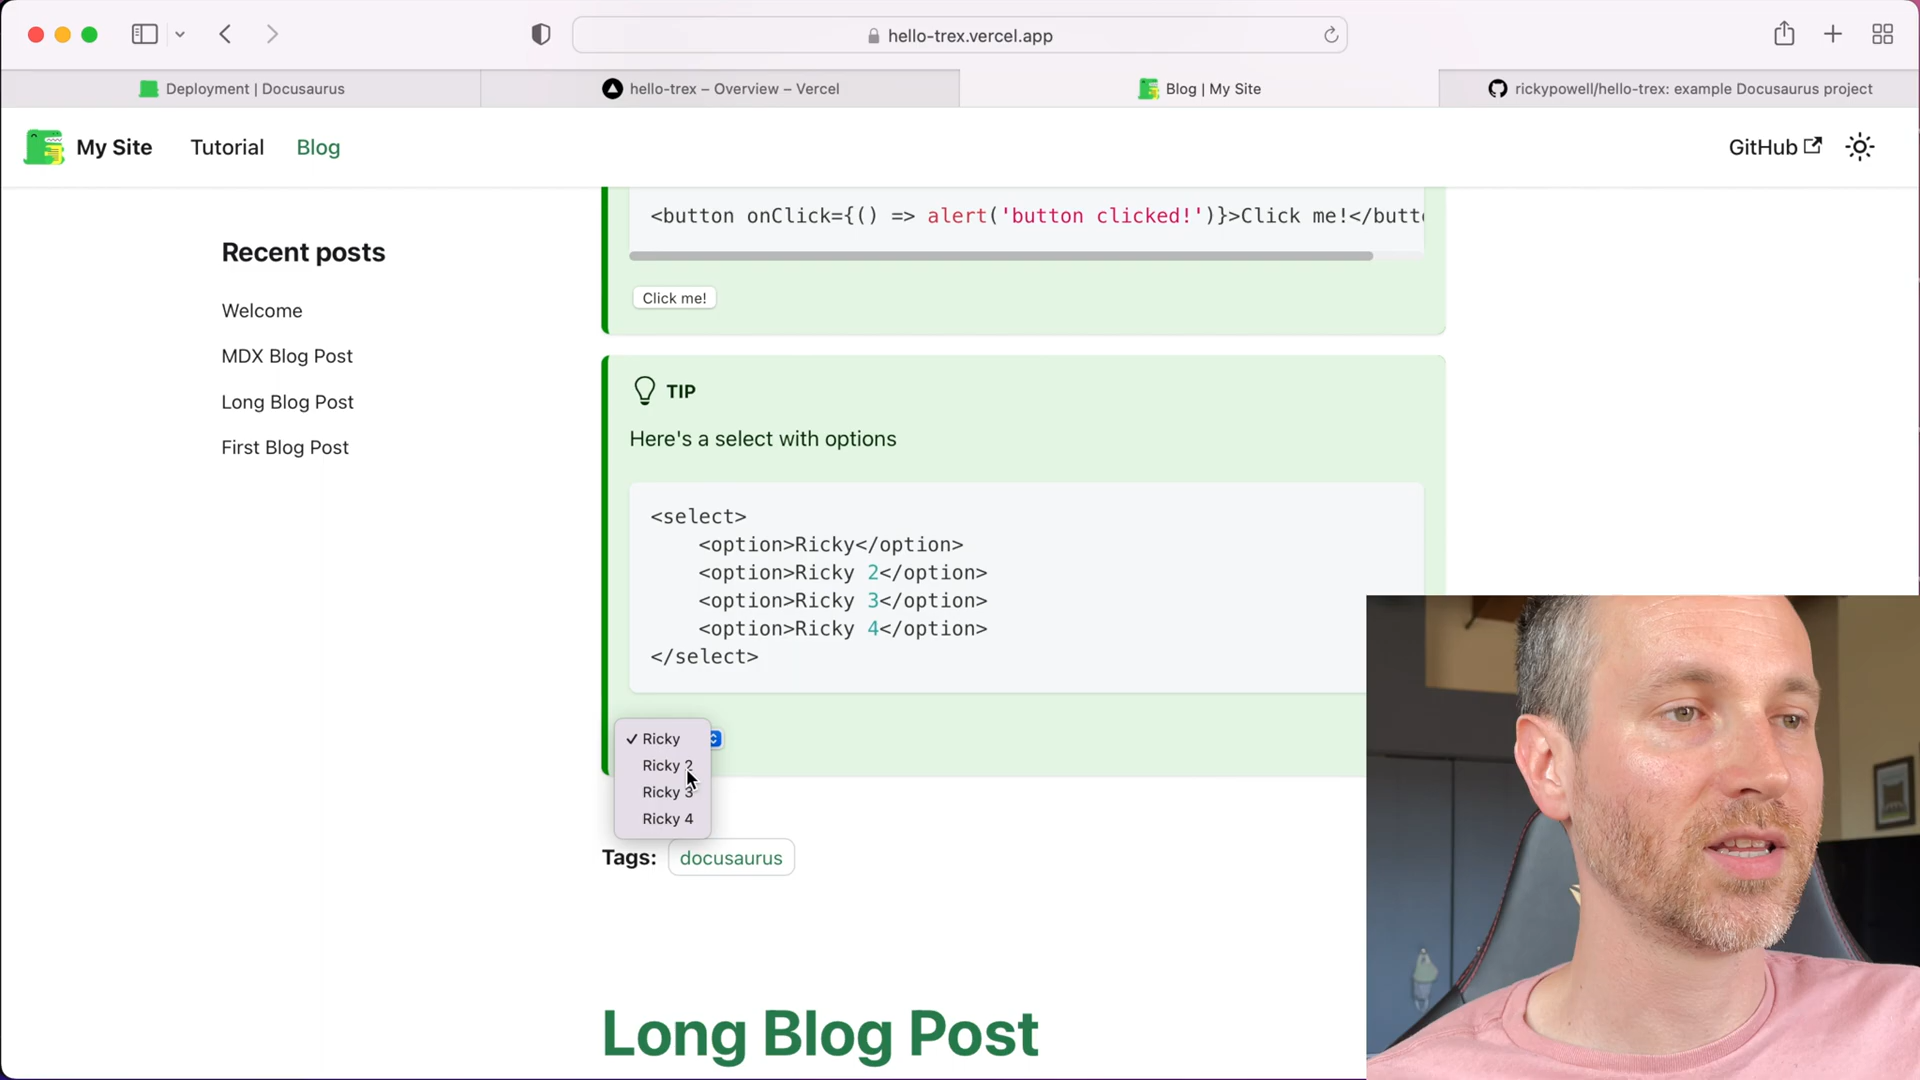 hello-trex.vercel.app
Deployment | Docusaurus
hello-trex – Overview – Vercel
Blog | My Site
rickypowell/hello-trex: example Docusaurus project
My Site
Tutorial
Blog
GitHub
Recent posts
Welcome
MDX Blog Post
Long Blog Post
First Blog Post
<button onClick={() => alert('button clicked!')}>Click me!</butt
Click me!
TIP
Here's a select with options
<select>
    <option>Ricky</option>
    <option>Ricky 2</option>
    <option>Ricky 3</option>
    <option>Ricky 4</option>
</select>
✓ Ricky
Ricky 2
Ricky 3
Ricky 4
Tags:
docusaurus
Long Blog Post